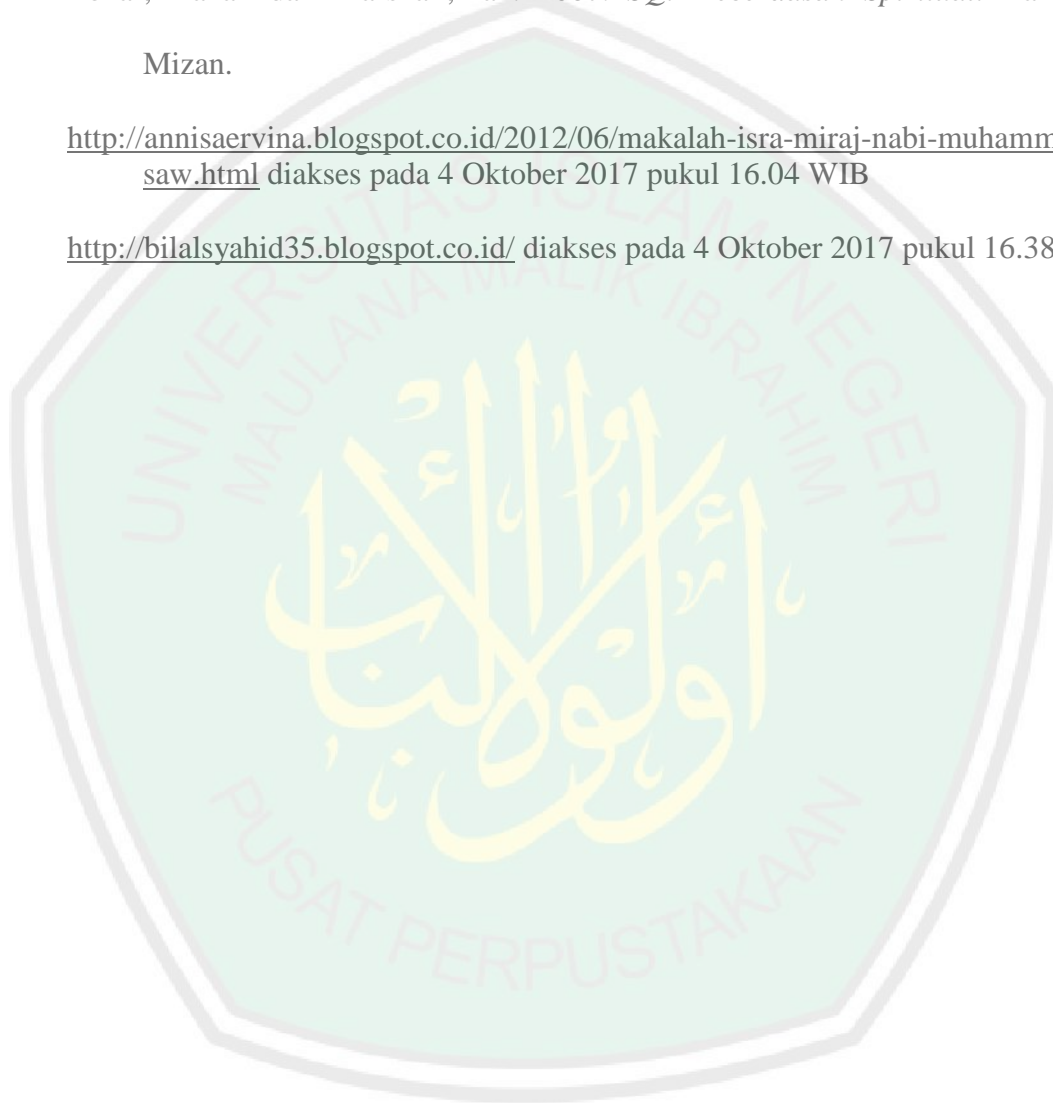 Mizan.
http://annisaervina.blogspot.co.id/2012/06/makalah-isra-miraj-nabi-muhamm
saw.html diakses pada 4 Oktober 2017 pukul 16.04 WIB
http://bilalsyahid35.blogspot.co.id/ diakses pada 4 Oktober 2017 pukul 16.38
UNIVERSITAS ISLAM NEGERI
MAULANA MALIK IBRAHIM
أولوا الألباب
PUSAT PERPUSTAKAAN